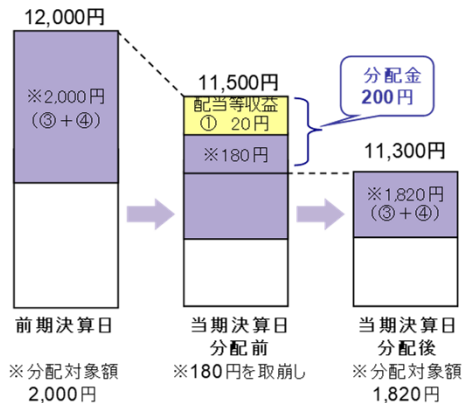 12,000円
※2,000円
(③+④)
前期決算日
※分配対象額
2,000円
11,500円
配当等収益
① 20円
※180円
当期決算日
分配前
※180円を取崩し
分配金
200円
11,300円
※1,820円
(③+④)
当期決算日
分配後
※分配対象額
1,820円